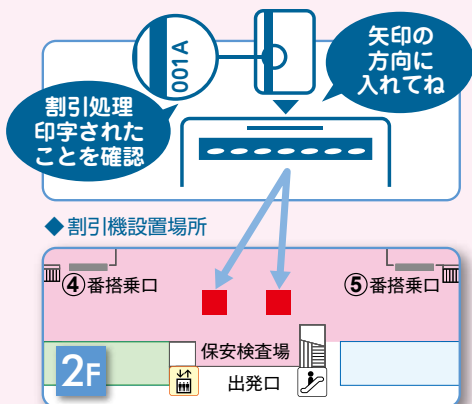 001A
矢印の
方向に
入れてね
割引処理
印字された
ことを確認
◆割引機設置場所
④番搭乗口
⑤番搭乗口
保安検査場
2F
出発口